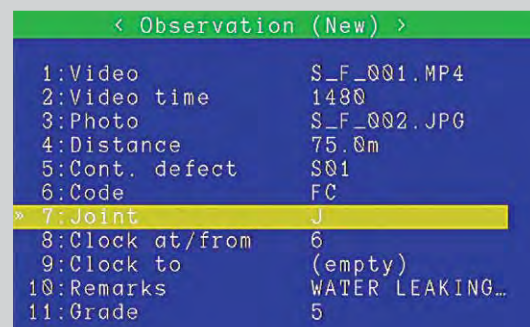 < Observation (New) >
1:Video S_F_001.MP4
2:Video time 1480
3:Photo S_F_002.JPG
4:Distance 75.0m
5:Cont. defect S01
6:Code FC
» 7:Joint J
8:Clock at/from 6
9:Clock to (empty)
10:Remarks WATER LEAKING…
11:Grade 5